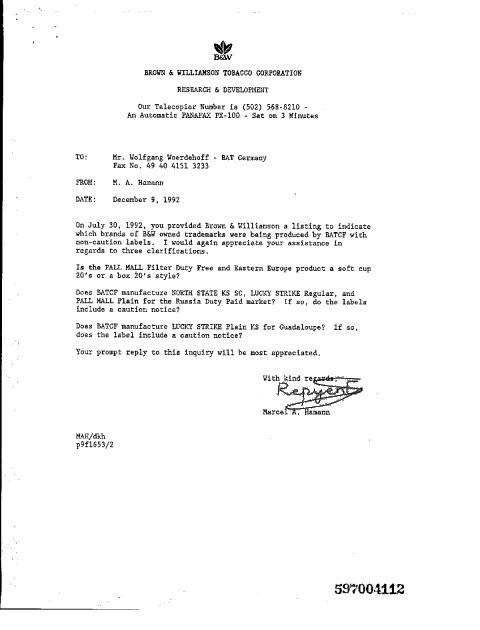 B&W
BROWN & WILLIAMSON TOBACCO CORPORATION
RESEARCH & DEVELOPMENT
Our Telecopier Number is (502) 568-8210 -
An Automatic PANAFAX PX-100 - Set on 3 Minutes
TO: Mr. Wolfgang Woerdehoff - BAT Germany
Fax No. 49 40 4151 3233
FROM: M. A. Hamann
DATE: December 9, 1992
On July 30, 1992, you provided Brown & Williamson a listing to indicate
which brands of B&W owned trademarks were being produced by BATCF with
non-caution labels. I would again appreciate your assistance in
regards to three clarifications.
Is the PALL MALL Filter Duty Free and Eastern Europe product a soft cup
20's or a box 20's style?
Does BATCF manufacture NORTH STATE KS SC, LUCKY STRIKE Regular, and
PALL MALL Plain for the Russia Duty Paid market? If so, do the labels
include a caution notice?
Does BATCF manufacture LUCKY STRIKE Plain KS for Guadaloupe? If so,
does the label include a caution notice?
Your prompt reply to this inquiry will be most appreciated.
With kind regards,
Marcel A. Hamann
MAH/dkh
p9f1653/2
597004112